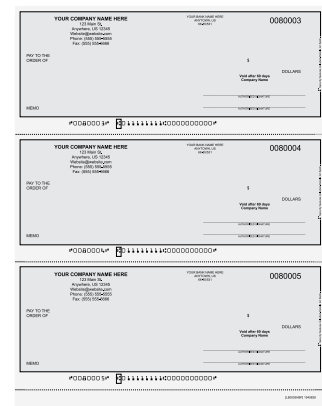 YOUR COMPANY NAME HERE
123 Main St.
Anywhere, US 12345
Website@website.com
Phone: (555) 555-5555
Fax: (555) 555-6666
YOUR BANK NAME HERE
ANYTOWN, US
0080003
PAY TO THE
ORDER OF
$
DOLLARS
Void after 60 days
Company Name
MEMO
YOUR COMPANY NAME HERE
123 Main St.
Anywhere, US 12345
Website@website.com
Phone: (555) 555-5555
Fax: (555) 555-6666
YOUR BANK NAME HERE
ANYTOWN, US
0080004
PAY TO THE
ORDER OF
$
DOLLARS
Void after 60 days
Company Name
MEMO
YOUR COMPANY NAME HERE
123 Main St.
Anywhere, US 12345
Website@website.com
Phone: (555) 555-5555
Fax: (555) 555-6666
YOUR BANK NAME HERE
ANYTOWN, US
0080005
PAY TO THE
ORDER OF
$
DOLLARS
Void after 60 days
Company Name
MEMO